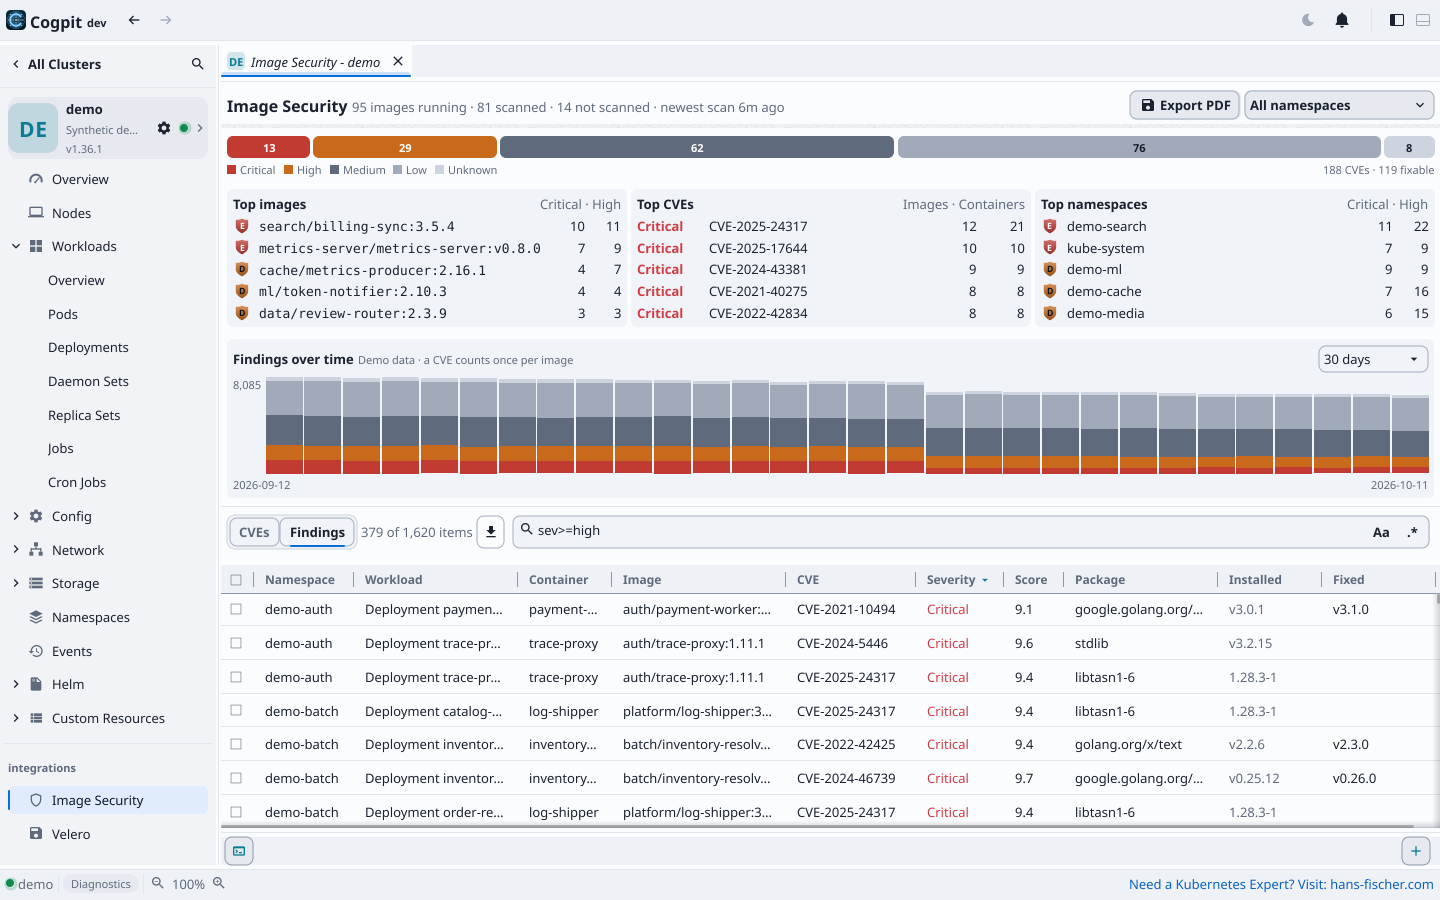 Cogpit dev
All Clusters
DE Image Security - demo
DE
demo
Synthetic de...
v1.36.1
Overview
Nodes
Workloads
Overview
Pods
Deployments
Daemon Sets
Replica Sets
Jobs
Cron Jobs
Config
Network
Storage
Namespaces
Events
Helm
Custom Resources
integrations
Image Security
Velero
Image Security 95 images running · 81 scanned · 14 not scanned · newest scan 6m ago
Export PDF
All namespaces
13 29 62 76 8
Critical High Medium Low Unknown
188 CVEs · 119 fixable
Top images Critical · High
E search/billing-sync:3.5.4 10 11
E metrics-server/metrics-server:v0.8.0 7 9
D cache/metrics-producer:2.16.1 4 7
D ml/token-notifier:2.10.3 4 4
D data/review-router:2.3.9 3 3
Top CVEs Images · Containers
Critical CVE-2025-24317 12 21
Critical CVE-2025-17644 10 10
Critical CVE-2024-43381 9 9
Critical CVE-2021-40275 8 8
Critical CVE-2022-42834 8 8
Top namespaces Critical · High
E demo-search 11 22
E kube-system 7 9
D demo-ml 9 9
D demo-cache 7 16
D demo-media 6 15
Findings over time Demo data · a CVE counts once per image
30 days
8,085
2026-09-12 2026-10-11
CVEs Findings 379 of 1,620 items
sev>=high Aa .*
Namespace Workload Container Image CVE Severity Score Package Installed Fixed
demo-auth Deployment paymen... payment-... auth/payment-worker:... CVE-2021-10494 Critical 9.1 google.golang.org/... v3.0.1 v3.1.0
demo-auth Deployment trace-pr... trace-proxy auth/trace-proxy:1.11.1 CVE-2024-5446 Critical 9.6 stdlib v3.2.15
demo-auth Deployment trace-pr... trace-proxy auth/trace-proxy:1.11.1 CVE-2025-24317 Critical 9.4 libtasn1-6 1.28.3-1
demo-batch Deployment catalog-... log-shipper platform/log-shipper:3... CVE-2025-24317 Critical 9.4 libtasn1-6 1.28.3-1
demo-batch Deployment inventor... inventory... batch/inventory-resolv... CVE-2022-42425 Critical 9.4 golang.org/x/text v2.2.6 v2.3.0
demo-batch Deployment inventor... inventory... batch/inventory-resolv... CVE-2024-46739 Critical 9.7 google.golang.org/... v0.25.12 v0.26.0
demo-batch Deployment order-re... log-shipper platform/log-shipper:3... CVE-2025-24317 Critical 9.4 libtasn1-6 1.28.3-1
demo Diagnostics 100%
Need a Kubernetes Expert? Visit: hans-fischer.com